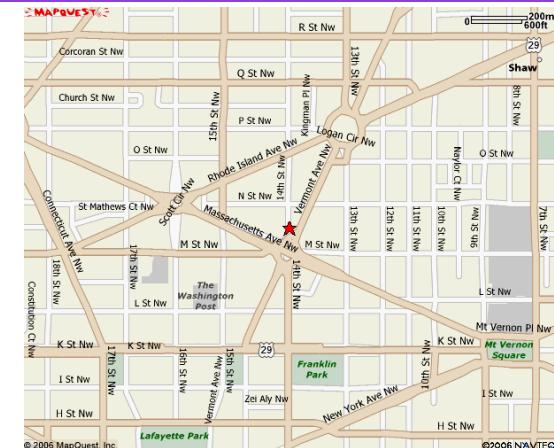 MAPQUEST
R St Nw
0 200m
600ft
29
Corcoran St Nw
13th St Nw
Shaw
Q St Nw
Church St Nw
15th St Nw
Kingman Pl Nw
8th St Nw
P St Nw
Logan Cir Nw
O St Nw
Rhode Island Ave Nw
Vermont Ave Nw
Naylor Ct Nw
O St Nw
14th St Nw
N St Nw
Connecticut Ave Nw
Scott Cir Nw
St Mathews Ct Nw
Massachusetts Ave Nw
13th St Nw
12th St Nw
11th St Nw
10th St Nw
9th St Nw
7th St Nw
M St Nw
M St Nw
17th St Nw
18th St Nw
14th St Nw
The
Washington
Post
L St Nw
L St Nw
Constitution Ct Nw
Mt Vernon Pl Nw
K St Nw
K St Nw
29
K St Nw
Mt Vernon
Square
17th St Nw
16th St Nw
15th St Nw
Vermont Ave Nw
Franklin
Park
10th St Nw
I St Nw
I St Nw
Zei Aly Nw
New York Ave Nw
H St Nw
H St Nw
Lafayette Park
© 2006 MapQuest, Inc.
©2006 NAVTEQ